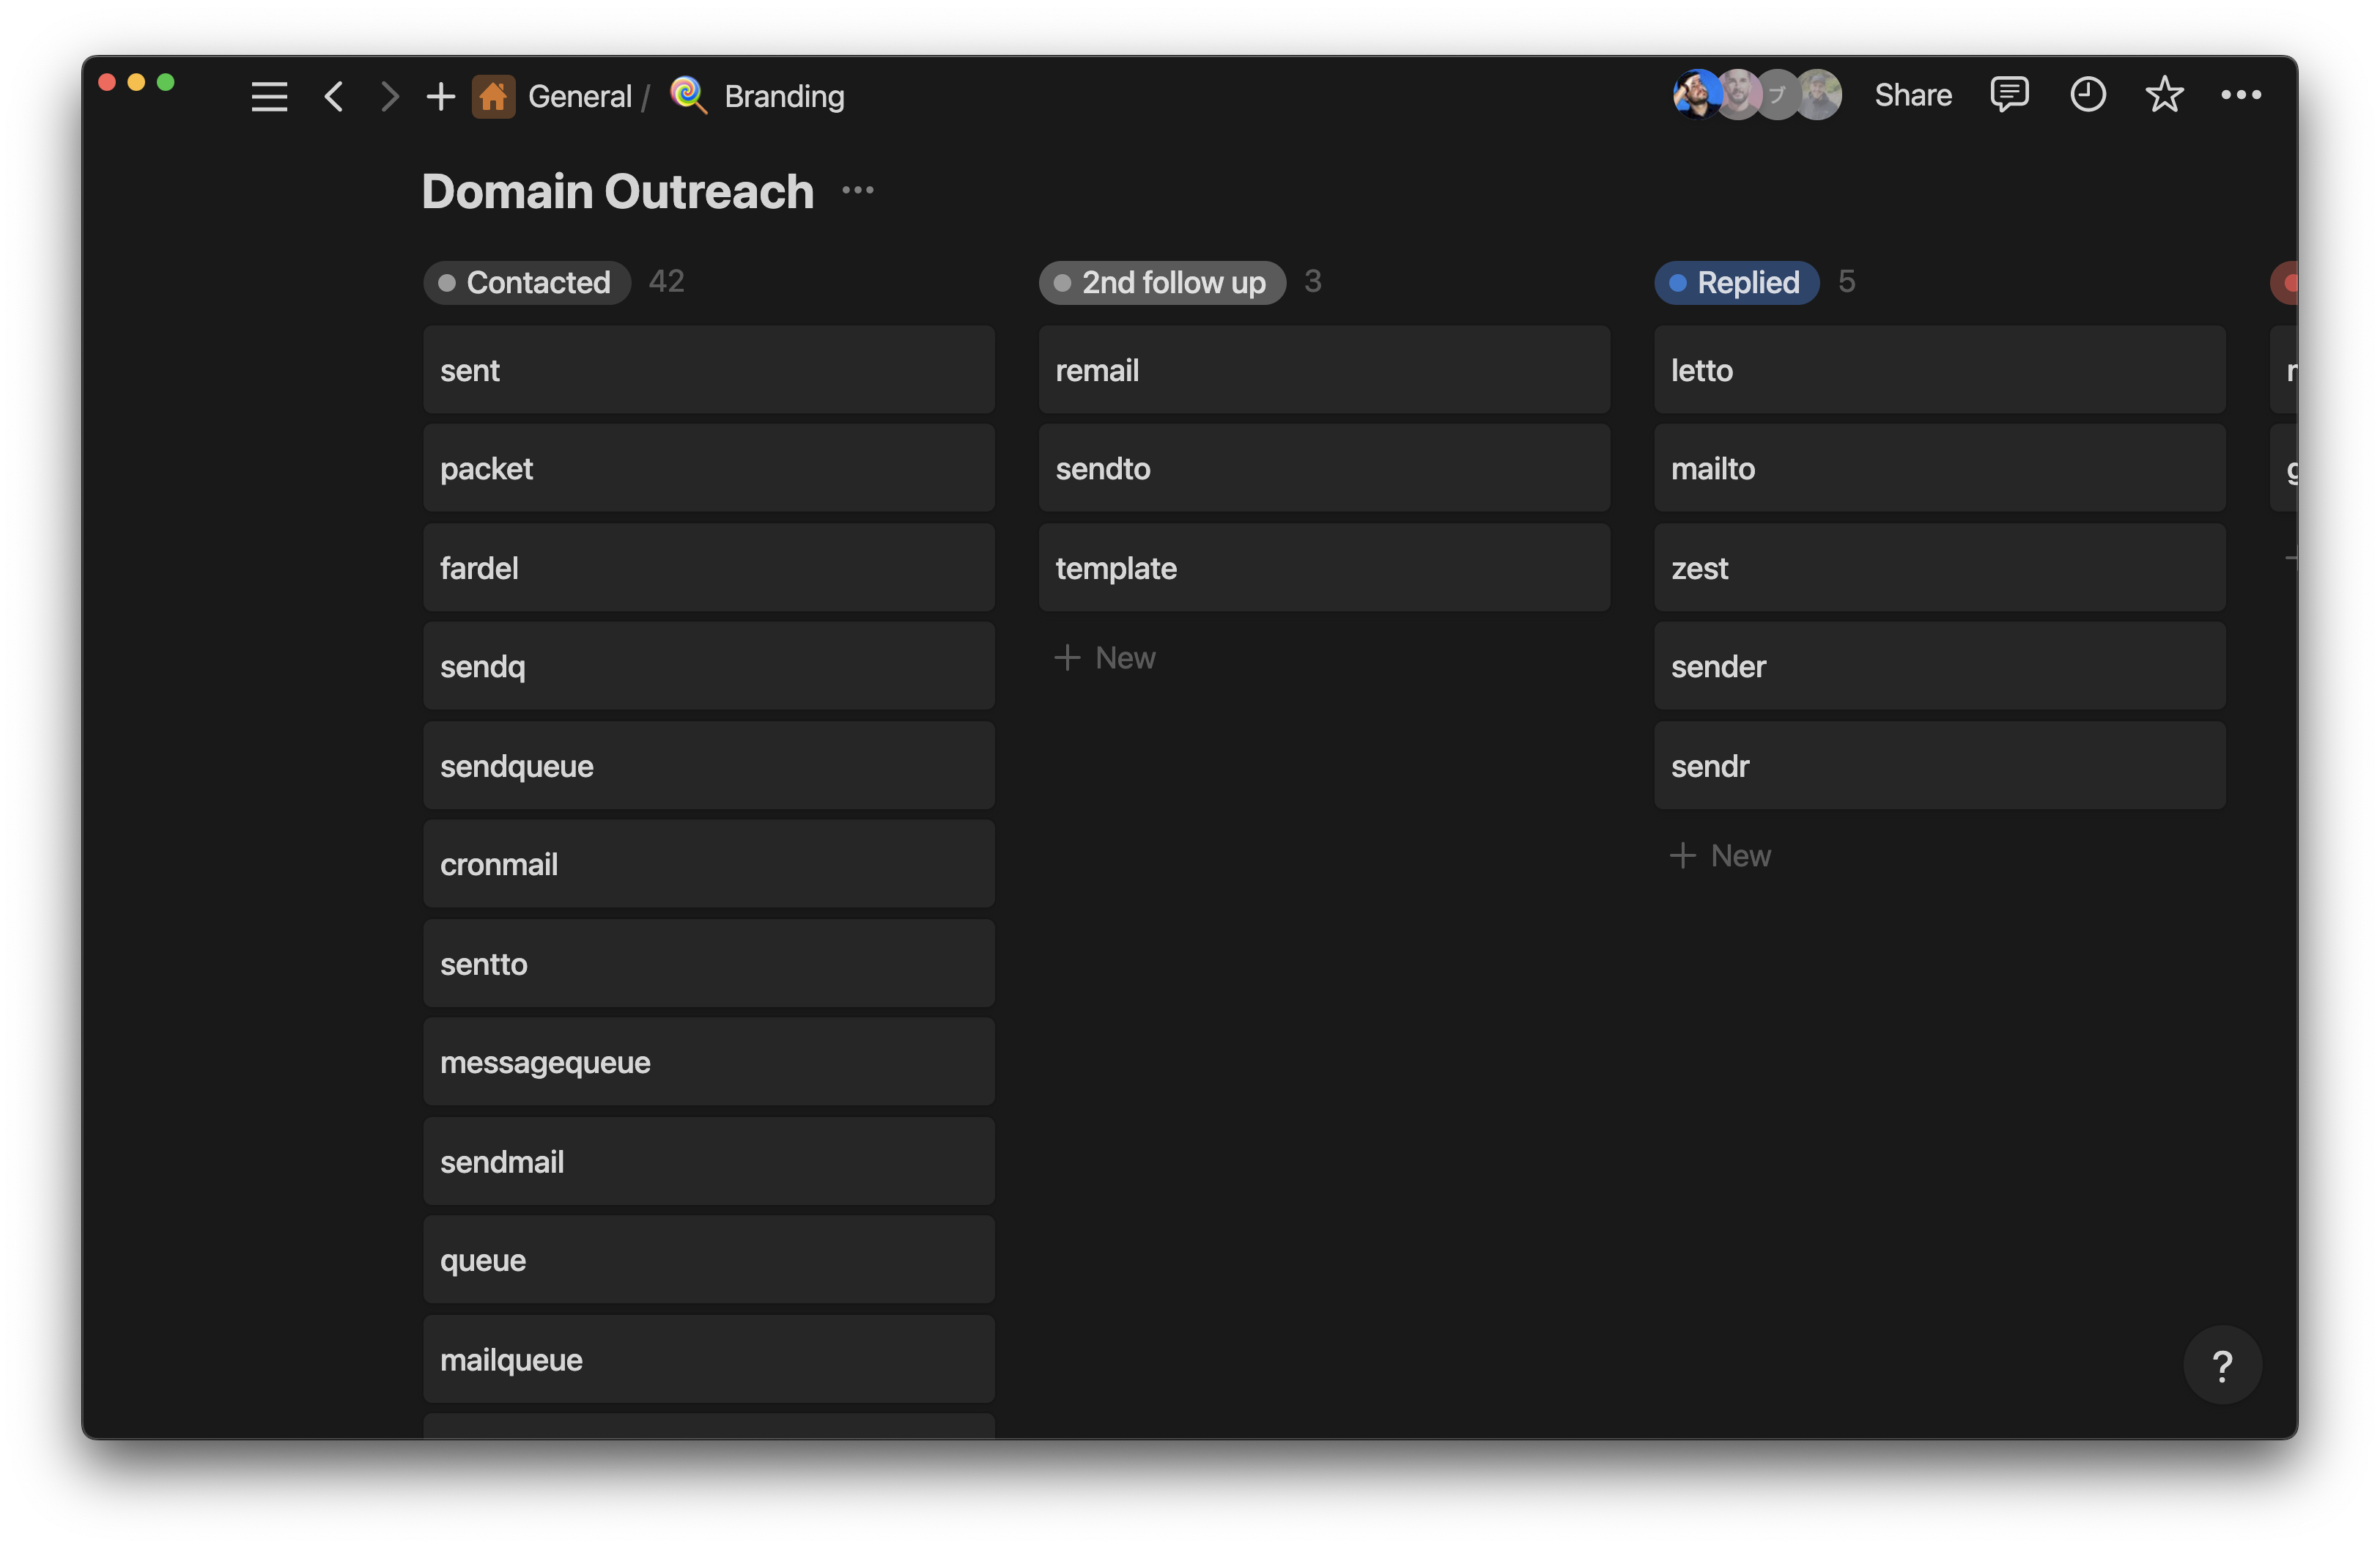 General / Branding
プ
Share
Domain Outreach
Contacted 42
sent
packet
fardel
sendq
sendqueue
cronmail
sentto
messagequeue
sendmail
queue
mailqueue
2nd follow up 3
remail
sendto
template
+ New
Replied 5
letto
mailto
zest
sender
sendr
+ New
?